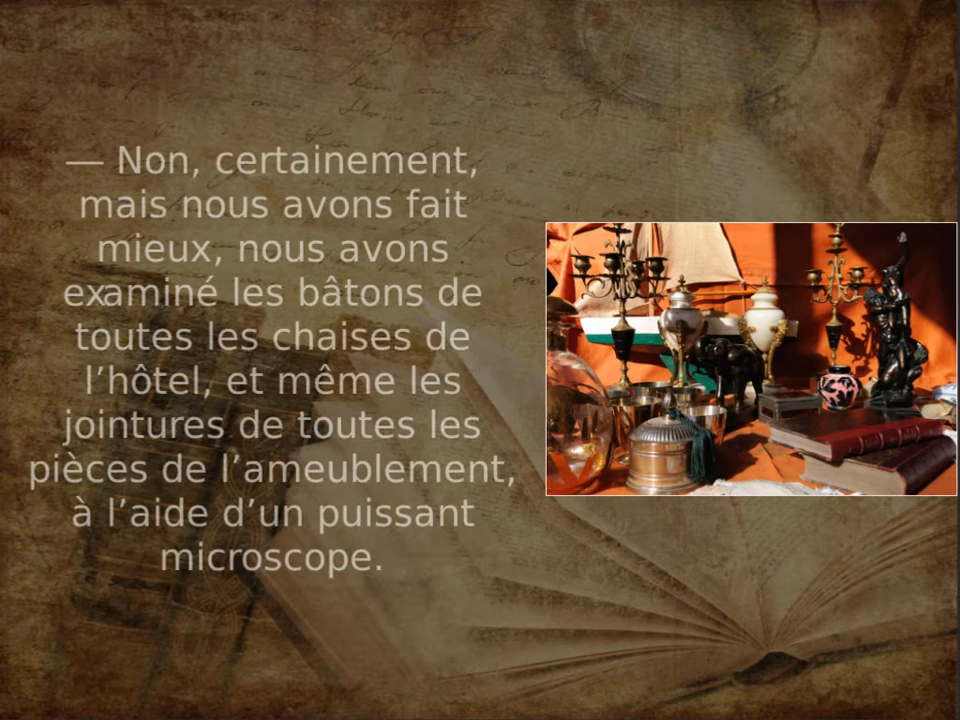 — Non, certainement,
mais nous avons fait
mieux, nous avons
examiné les bâtons de
toutes les chaises de
l’hôtel, et même les
jointures de toutes les
pièces de l’ameublement,
à l’aide d’un puissant
microscope.